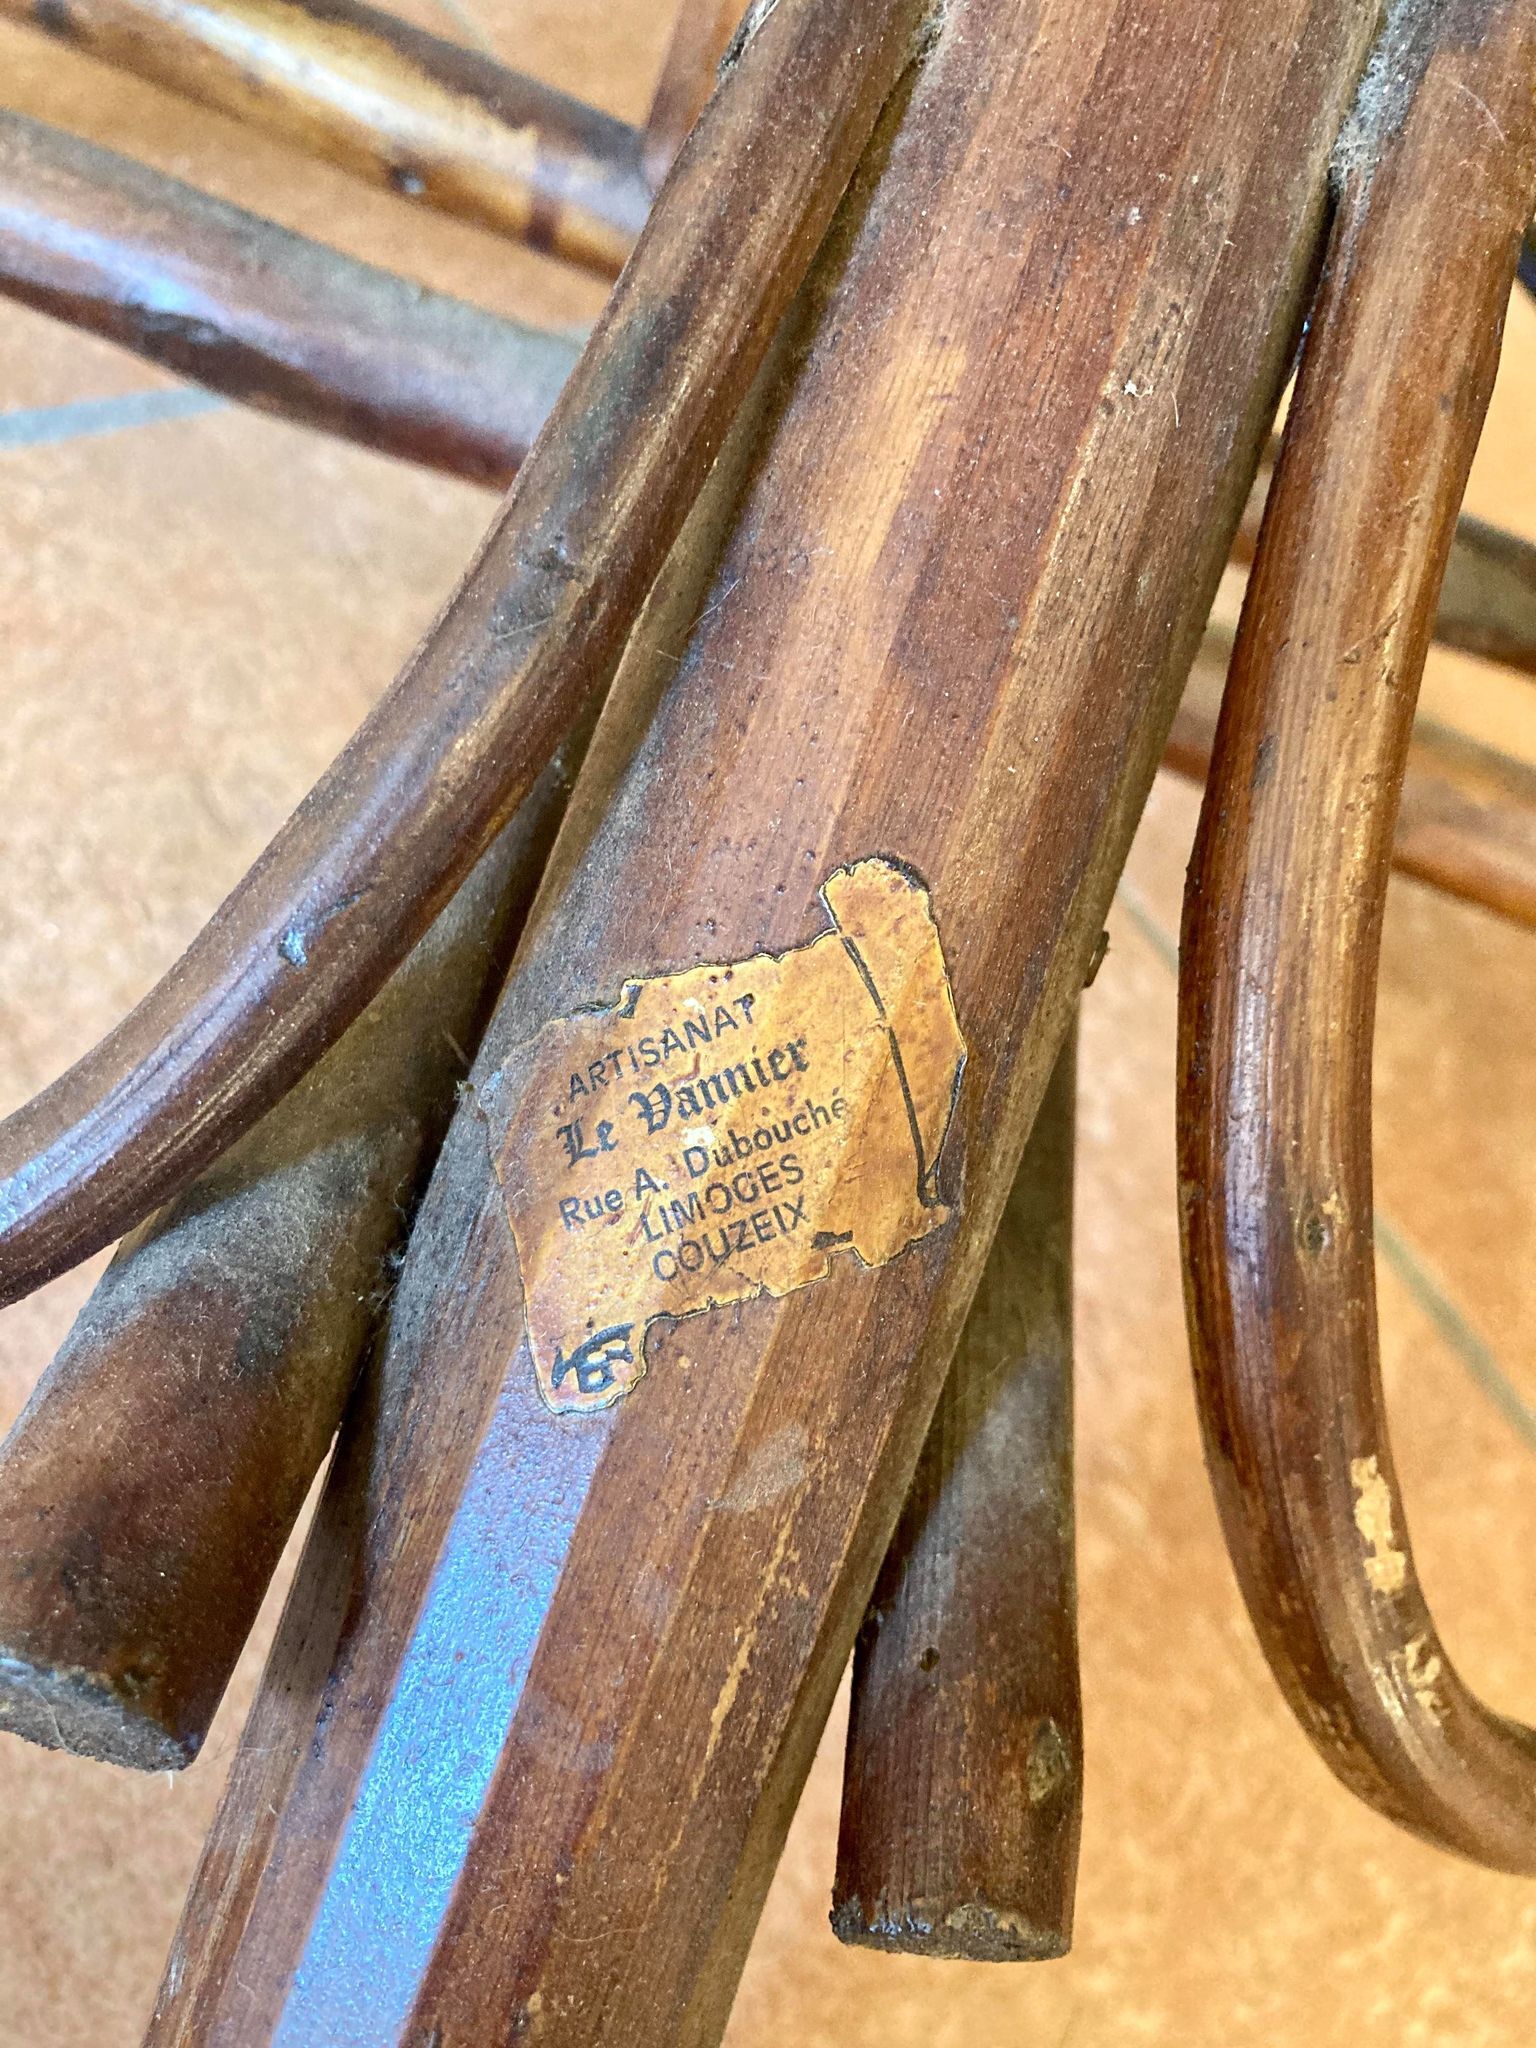 ARTISANAT
Le Vannier
Rue A. Dubouché
LIMOGES
COUZEIX